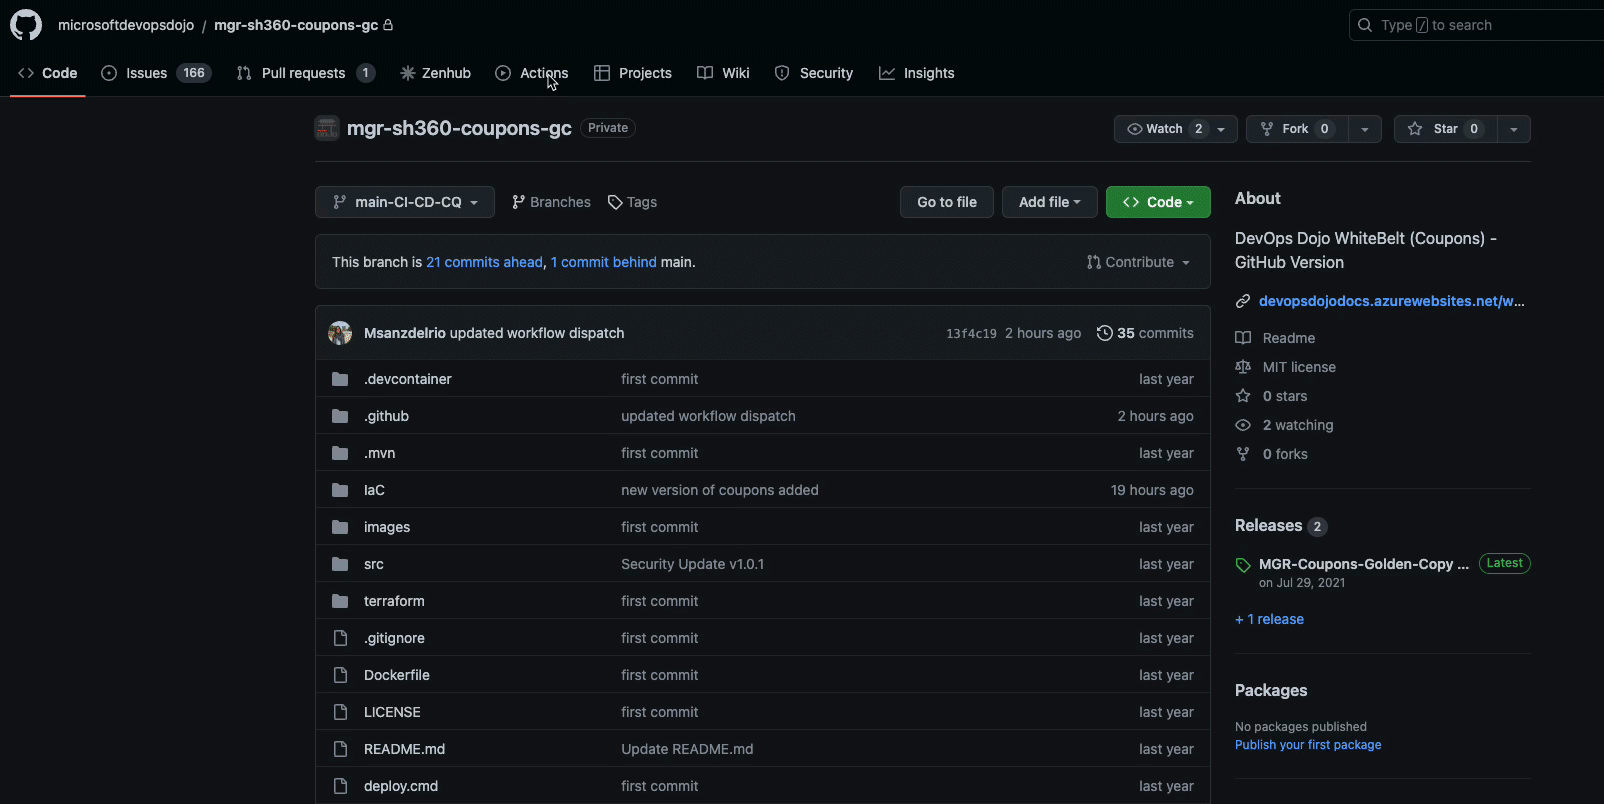 microsoftdevopsdojo / mgr-sh360-coupons-gc
Type / to search
Code Issues 166 Pull requests 1 Zenhub Actions Projects Wiki Security Insights
mgr-sh360-coupons-gc Private
Watch 2 Fork 0 Star 0
main-CI-CD-CQ Branches Tags Go to file Add file Code
This branch is 21 commits ahead, 1 commit behind main. Contribute
Msanzdelrio updated workflow dispatch 13f4c19 2 hours ago 35 commits
.devcontainer first commit last year
.github updated workflow dispatch 2 hours ago
.mvn first commit last year
IaC new version of coupons added 19 hours ago
images first commit last year
src Security Update v1.0.1 last year
terraform first commit last year
.gitignore first commit last year
Dockerfile first commit last year
LICENSE first commit last year
README.md Update README.md last year
deploy.cmd first commit last year
About
DevOps Dojo WhiteBelt (Coupons) -
GitHub Version
devopsdojodocs.azurewebsites.net/w...
Readme
MIT license
0 stars
2 watching
0 forks
Releases 2
MGR-Coupons-Golden-Copy ... Latest
on Jul 29, 2021
+ 1 release
Packages
No packages published
Publish your first package